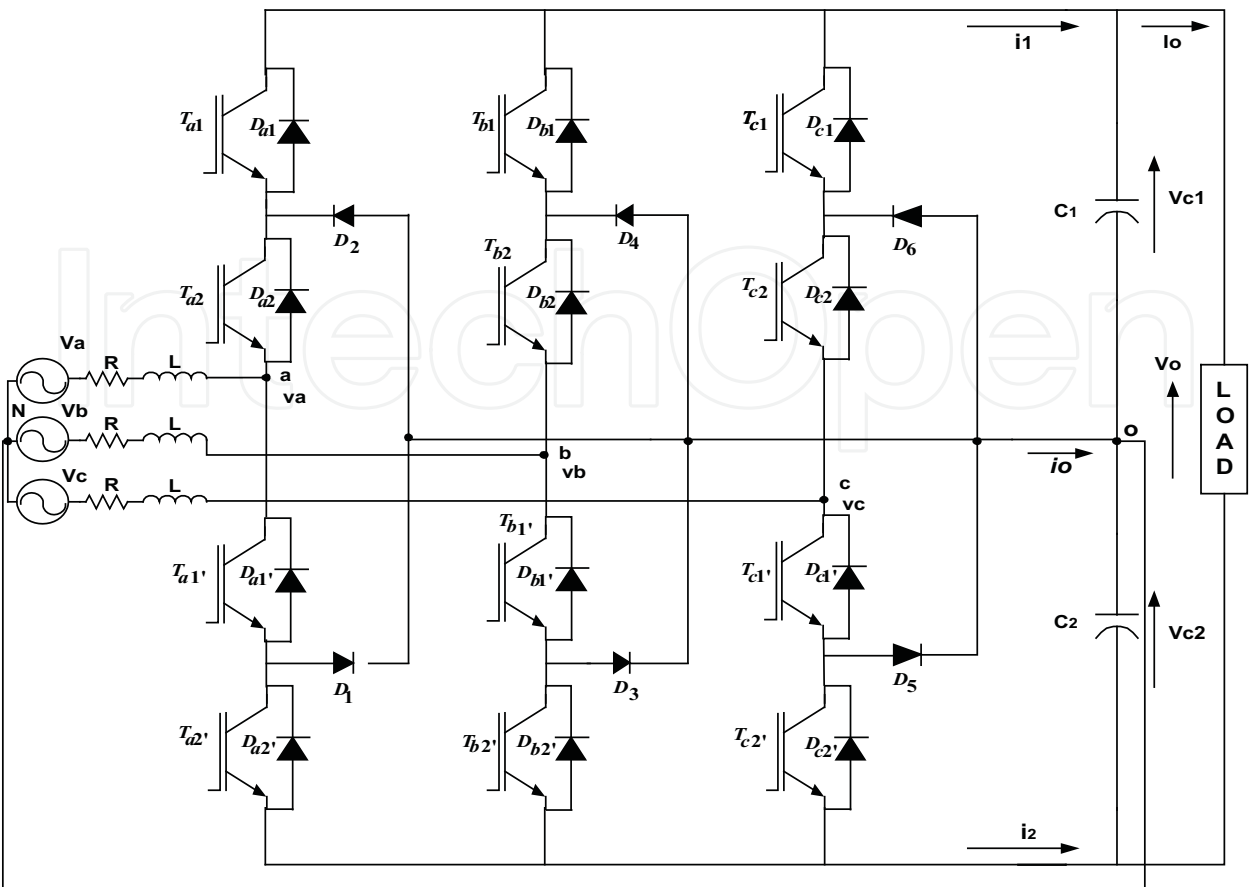 i1 Io
Ta1 Da1 Tb1 Db1 Tc1 Dc1
C1 Vc1
D2 D4 D6
Ta2 Da2 Tb2 Db2 Tc2 Dc2
IntechOpen
Va R L a
va
Vo
LOAD
N Vb R L b
vb
o
io
Vc R L c
vc
Ta1' Da1' Tb1' Db1' Tc1' Dc1'
C2 Vc2
D1 D3 D5
Ta2' Da2' Tb2' Db2' Tc2' Dc2'
i2